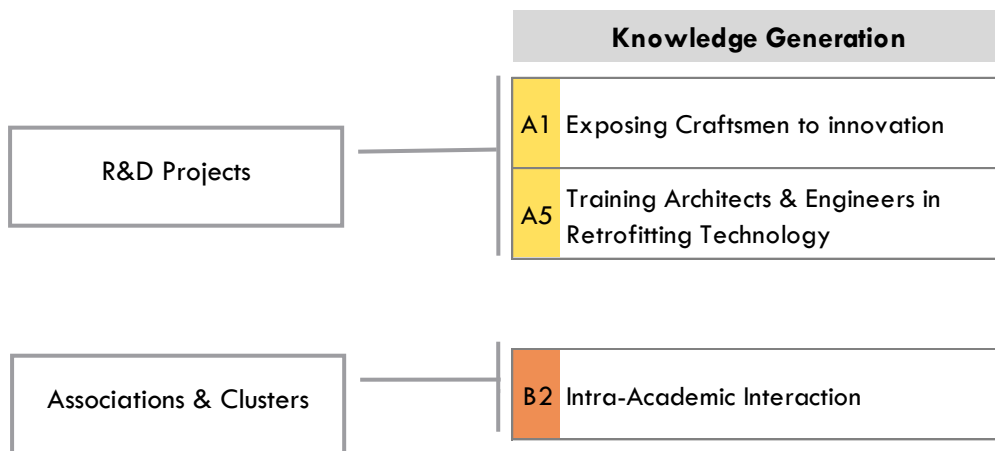 Knowledge Generation
R&D Projects
A1 Exposing Craftsmen to innovation
A5 Training Architects & Engineers in
Retrofitting Technology
Associations & Clusters
B2 Intra-Academic Interaction